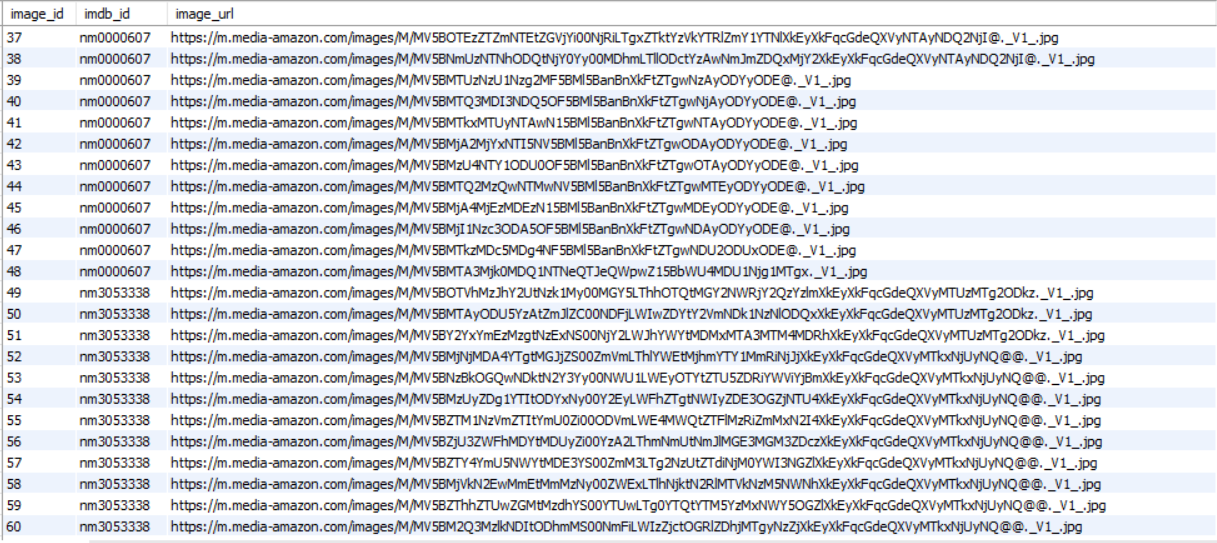 image_id imdb_id image_url
37 nm0000607 https://m.media-amazon.com/images/M/MV5BOTEzZTZmNTEtZGVjYi00NjRiLTgxZTktYzVkYTRlZmY1YTNlXkEyXkFqcGdeQXVyNTAyNDQ2NjI@._V1_.jpg
38 nm0000607 https://m.media-amazon.com/images/M/MV5BNmUzNTNhODQtNjY0Yy00MDhmLTllODctYzAwNmJmZDQxMjY2XkEyXkFqcGdeQXVyNTAyNDQ2NjI@._V1_.jpg
39 nm0000607 https://m.media-amazon.com/images/M/MV5BMTUzNzU1Nzg2MF5BMl5BanBnXkFtZTgwNzAyODYyODE@._V1_.jpg
40 nm0000607 https://m.media-amazon.com/images/M/MV5BMTQ3MDI3NDQ5OF5BMl5BanBnXkFtZTgwNjAyODYyODE@._V1_.jpg
41 nm0000607 https://m.media-amazon.com/images/M/MV5BMTkxMTUyNTAwN15BMl5BanBnXkFtZTgwNTAyODYyODE@._V1_.jpg
42 nm0000607 https://m.media-amazon.com/images/M/MV5BMjA2MjYxNTI5NV5BMl5BanBnXkFtZTgwODAyODYyODE@._V1_.jpg
43 nm0000607 https://m.media-amazon.com/images/M/MV5BMzU4NTY1ODU0OF5BMl5BanBnXkFtZTgwOTAyODYyODE@._V1_.jpg
44 nm0000607 https://m.media-amazon.com/images/M/MV5BMTQ2MzQwNTMwNV5BMl5BanBnXkFtZTgwMTEyODYyODE@._V1_.jpg
45 nm0000607 https://m.media-amazon.com/images/M/MV5BMjA4MjEzMDEzN15BMl5BanBnXkFtZTgwMDEyODYyODE@._V1_.jpg
46 nm0000607 https://m.media-amazon.com/images/M/MV5BMjI1Nzc3ODA5OF5BMl5BanBnXkFtZTgwNDAyODYyODE@._V1_.jpg
47 nm0000607 https://m.media-amazon.com/images/M/MV5BMTkzMDc5MDg4NF5BMl5BanBnXkFtZTgwNDU2ODUxODE@._V1_.jpg
48 nm0000607 https://m.media-amazon.com/images/M/MV5BMTA3Mjk0MDQ1NTNeQTJeQWpwZ15BbWU4MDU1Njg1MTgx._V1_.jpg
49 nm3053338 https://m.media-amazon.com/images/M/MV5BOTVhMzJhY2UtNzk1My00MGY5LThhOTQtMGY2NWRjY2QzYzlmXkEyXkFqcGdeQXVyMTUzMTg2ODkz._V1_.jpg
50 nm3053338 https://m.media-amazon.com/images/M/MV5BMTAyODU5YzAtZmJlZC00NDFjLWIwZDYtY2VmNDk1NzNlODQxXkEyXkFqcGdeQXVyMTUzMTg2ODkz._V1_.jpg
51 nm3053338 https://m.media-amazon.com/images/M/MV5BY2YxYmEzMzgtNzExNS00NjY2LWJhYWYtMDMxMTA3MTM4MDRhXkEyXkFqcGdeQXVyMTUzMTg2ODkz._V1_.jpg
52 nm3053338 https://m.media-amazon.com/images/M/MV5BMjNjMDA4YTgtMGJjZS00ZmVmLThlYWEtMjhmYTY1MmRiNjJjXkEyXkFqcGdeQXVyMTkxNjUyNQ@@._V1_.jpg
53 nm3053338 https://m.media-amazon.com/images/M/MV5BNzBkOGQwNDktN2Y3Yy00NWU1LWEyOTYtZTU5ZDRiYWViYjBmXkEyXkFqcGdeQXVyMTkxNjUyNQ@@._V1_.jpg
54 nm3053338 https://m.media-amazon.com/images/M/MV5BMzUyZDg1YTItODYxNy00Y2EyLWFhZTgtNWIyZDE3OGZjNTU4XkEyXkFqcGdeQXVyMTkxNjUyNQ@@._V1_.jpg
55 nm3053338 https://m.media-amazon.com/images/M/MV5BZTM1NzVmZTItYmU0Zi00ODVmLWE4MWQtZTFlMzRiZmMxN2I4XkEyXkFqcGdeQXVyMTkxNjUyNQ@@._V1_.jpg
56 nm3053338 https://m.media-amazon.com/images/M/MV5BZjU3ZWFhMDYtMDUyZi00YzA2LThmNmUtNmJlMGE3MGM3ZDczXkEyXkFqcGdeQXVyMTkxNjUyNQ@@._V1_.jpg
57 nm3053338 https://m.media-amazon.com/images/M/MV5BZTY4YmU5NWYtMDE3YS00ZmM3LTg2NzUtZTdiNjM0YWI3NGZlXkEyXkFqcGdeQXVyMTkxNjUyNQ@@._V1_.jpg
58 nm3053338 https://m.media-amazon.com/images/M/MV5BMjVkN2EwMmEtMmMzNy00ZWExLTlhNjktN2RlMTVkNzM5NWNhXkEyXkFqcGdeQXVyMTkxNjUyNQ@@._V1_.jpg
59 nm3053338 https://m.media-amazon.com/images/M/MV5BZThhZTUwZGMtMzdhYS00YTUwLTg0YTQtYTM5YzMxNWY5OGZlXkEyXkFqcGdeQXVyMTkxNjUyNQ@@._V1_.jpg
60 nm3053338 https://m.media-amazon.com/images/M/MV5BM2Q3MzlkNDItODhmMS00NmFiLWIzZjctOGRlZDhjMTgyNzZjXkEyXkFqcGdeQXVyMTkxNjUyNQ@@._V1_.jpg